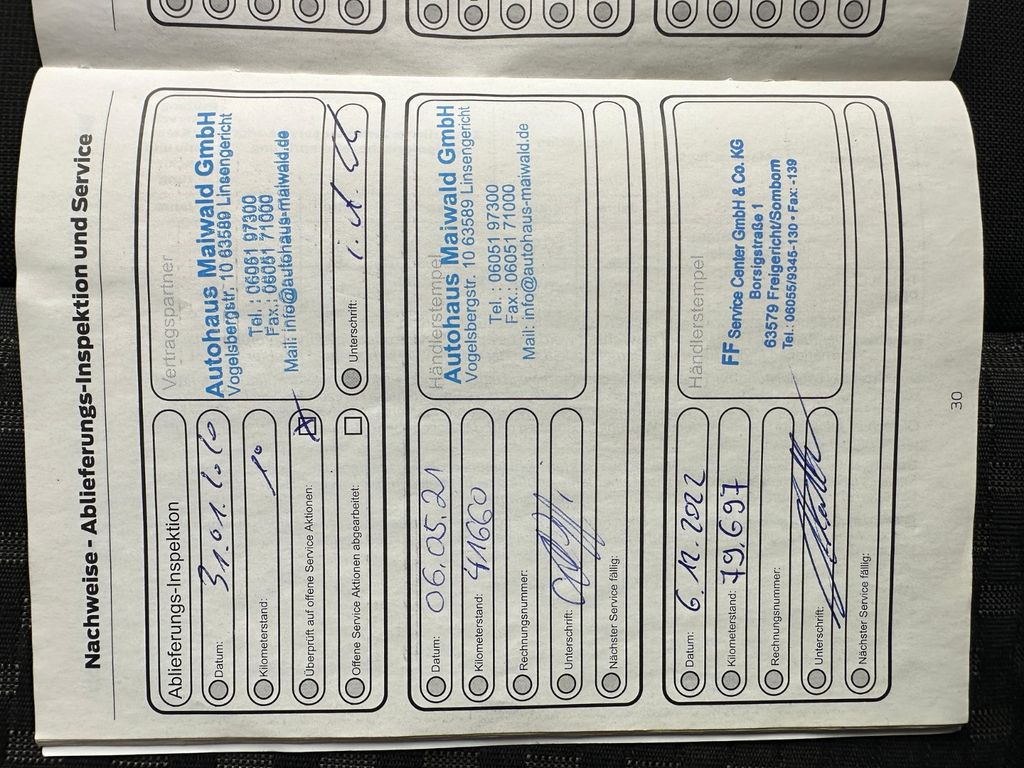 Nachweise - Ablieferungs-Inspektion und Service
Ablieferungs-Inspektion
Datum: 31.01.2020
Kilometerstand: 10
Überprüft auf offene Service Aktionen:
Offene Service Aktionen abgearbeitet:
Vertragspartner
Autohaus Maiwald GmbH
Vogelsbergstr. 10 63589 Linsengericht
Tel.: 06051 97300
Fax.: 06051 71000
Mail: info@autohaus-maiwald.de
Unterschrift:
Datum: 06.05.21
Kilometerstand: 41660
Rechnungsnummer:
Unterschrift:
Nächster Service fällig:
Händlerstempel
Autohaus Maiwald GmbH
Vogelsbergstr. 10 63589 Linsengericht
Tel.: 06051 97300
Fax.: 06051 71000
Mail: info@autohaus-maiwald.de
Datum: 6.12.2022
Kilometerstand: 79.697
Rechnungsnummer:
Unterschrift:
Nächster Service fällig:
Händlerstempel
FF Service Center GmbH & Co. KG
Borsigstraße 1
63579 Freigericht/Somborn
Tel.: 06055/9345-130 • Fax: -139
30